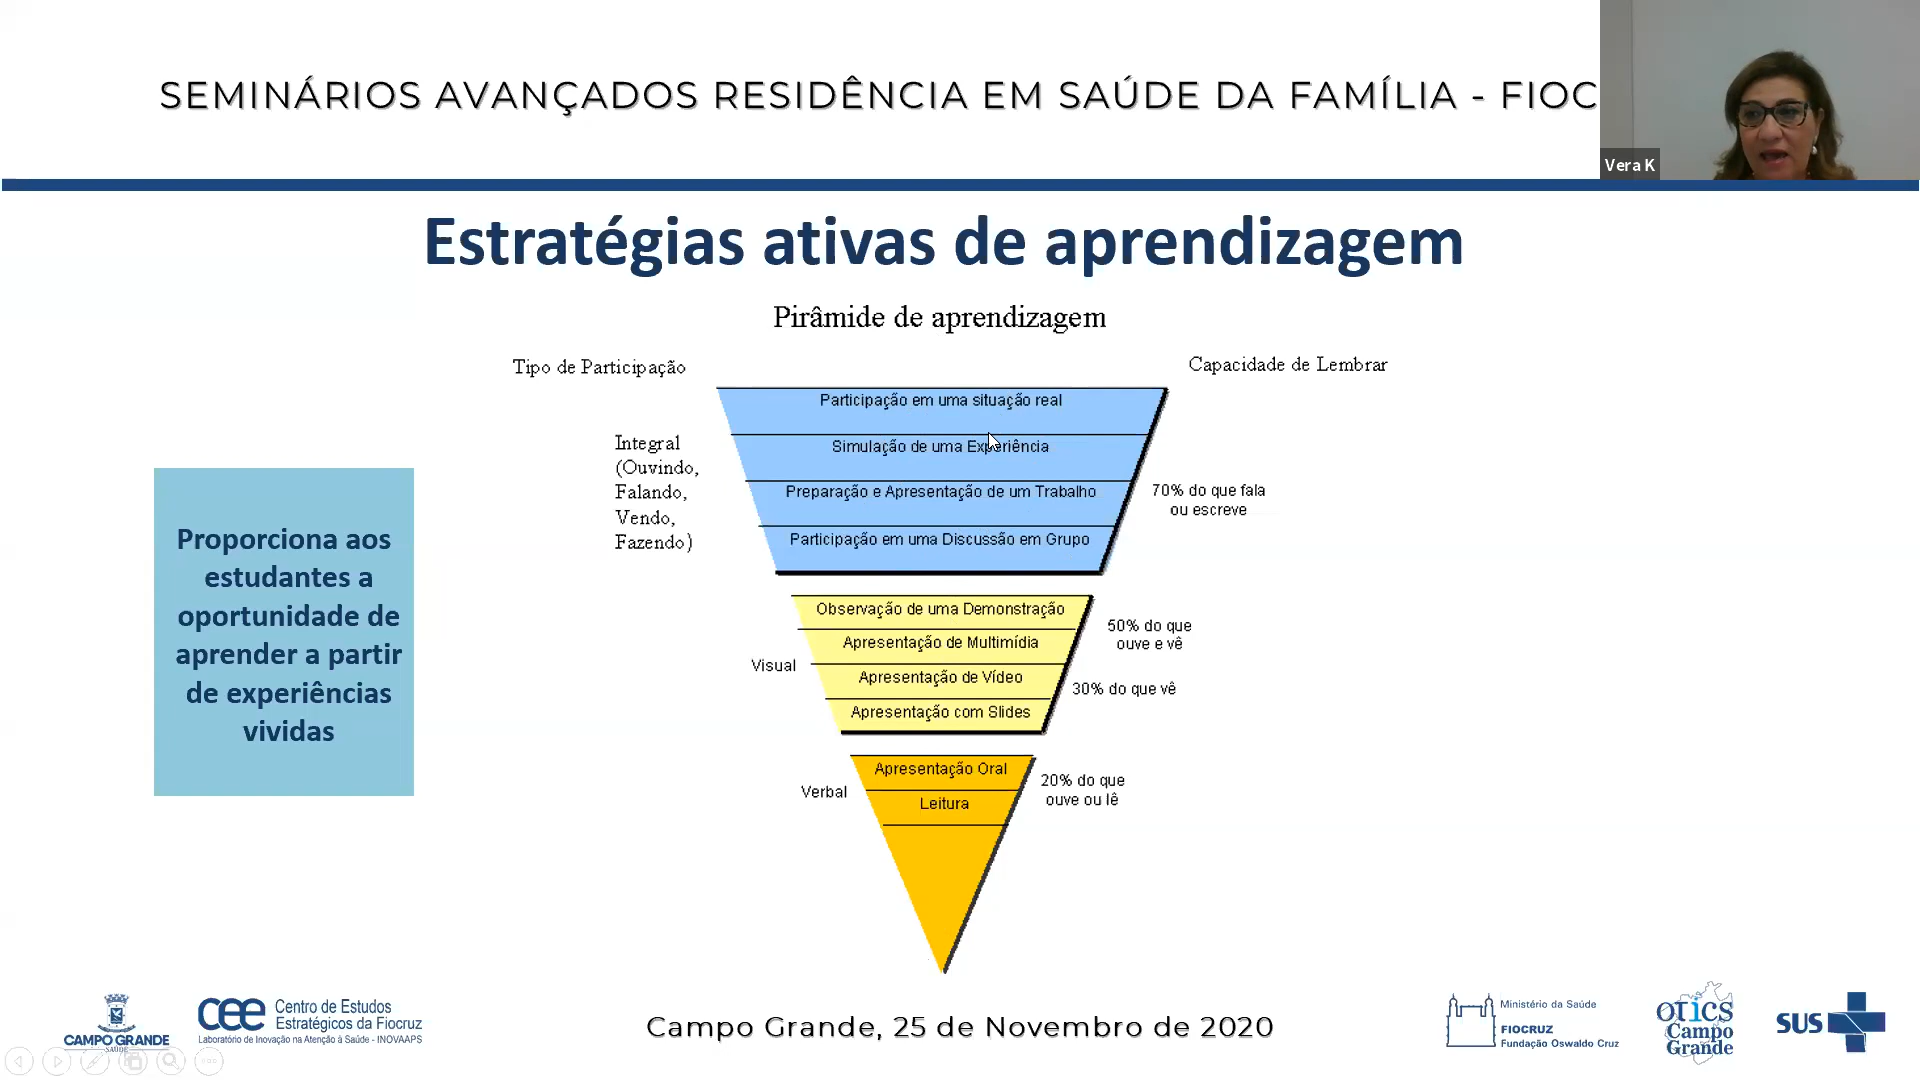 SEMINÁRIOS AVANÇADOS RESIDÊNCIA EM SAÚDE DA FAMÍLIA - FIOC
Vera K
Estratégias ativas de aprendizagem
Pirâmide de aprendizagem
Tipo de Participação
Capacidade de Lembrar
Participação em uma situação real
Simulação de uma Experiência
Preparação e Apresentação de um Trabalho
Participação em uma Discussão em Grupo
Integral
(Ouvindo,
Falando,
Vendo,
Fazendo)
70% do que fala
ou escreve
Proporciona aos
estudantes a
oportunidade de
aprender a partir
de experiências
vividas
Observação de uma Demonstração
Apresentação de Multimídia
Apresentação de Vídeo
Apresentação com Slides
Visual
50% do que
ouve e vê
30% do que vê
Apresentação Oral
Leitura
Verbal
20% do que
ouve ou lê
CAMPO GRANDE
SAÚDE
cee
Centro de Estudos
Estratégicos da Fiocruz
Laboratório de Inovação na Atenção à Saúde - INOVAAPS
Campo Grande, 25 de Novembro de 2020
Ministério da Saúde
FIOCRUZ
Fundação Oswaldo Cruz
OTICS
Campo
Grande
SUS